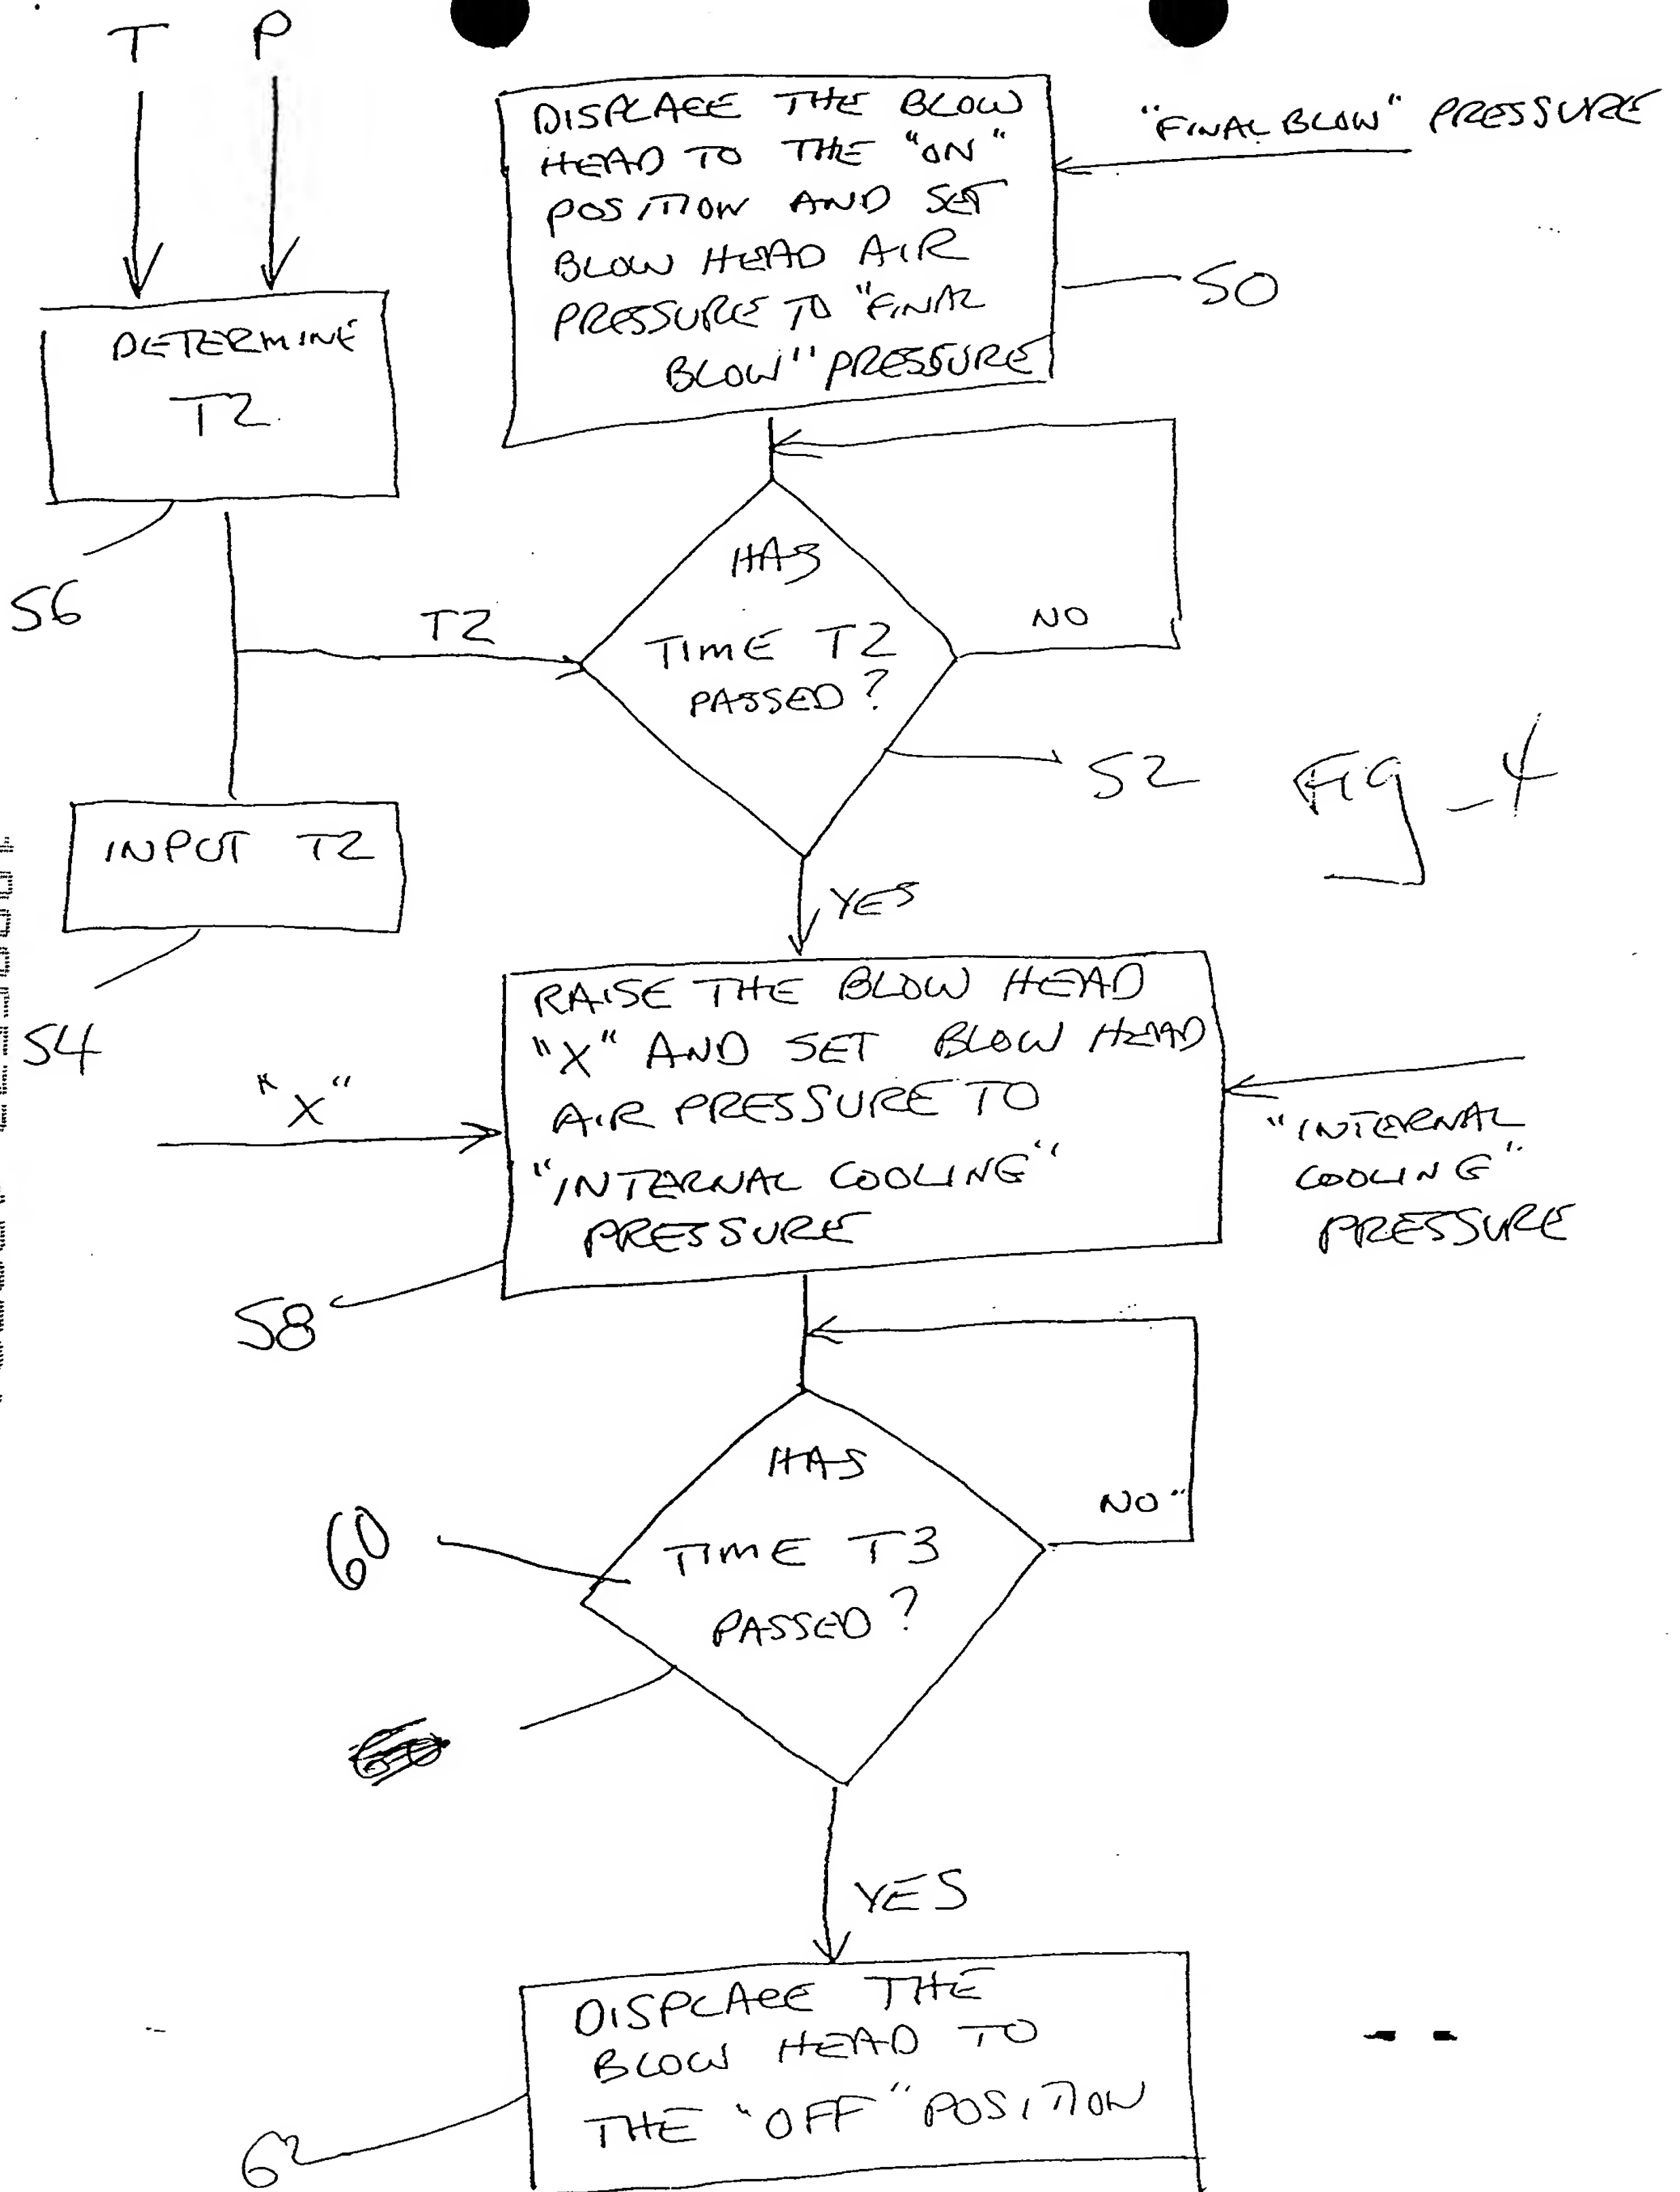 T P
DISPLACE THE BLOW
HEAD TO THE "ON"
POSITION AND SET
BLOW HEAD AIR
PRESSURE TO "FINAL
BLOW" PRESSURE
"FINAL BLOW" PRESSURE
50
DETERMINE
T2
56
T2
HAS
TIME T2
PASSED?
NO
52
FIG_4
INPUT T2
54
YES
RAISE THE BLOW HEAD
"X" AND SET BLOW HEAD
AIR PRESSURE TO
"INTERNAL COOLING"
PRESSURE
"X"
"INTERNAL
COOLING"
PRESSURE
58
HAS
TIME T3
PASSED?
NO
60
YES
DISPLACE THE
BLOW HEAD TO
THE "OFF" POSITION
62